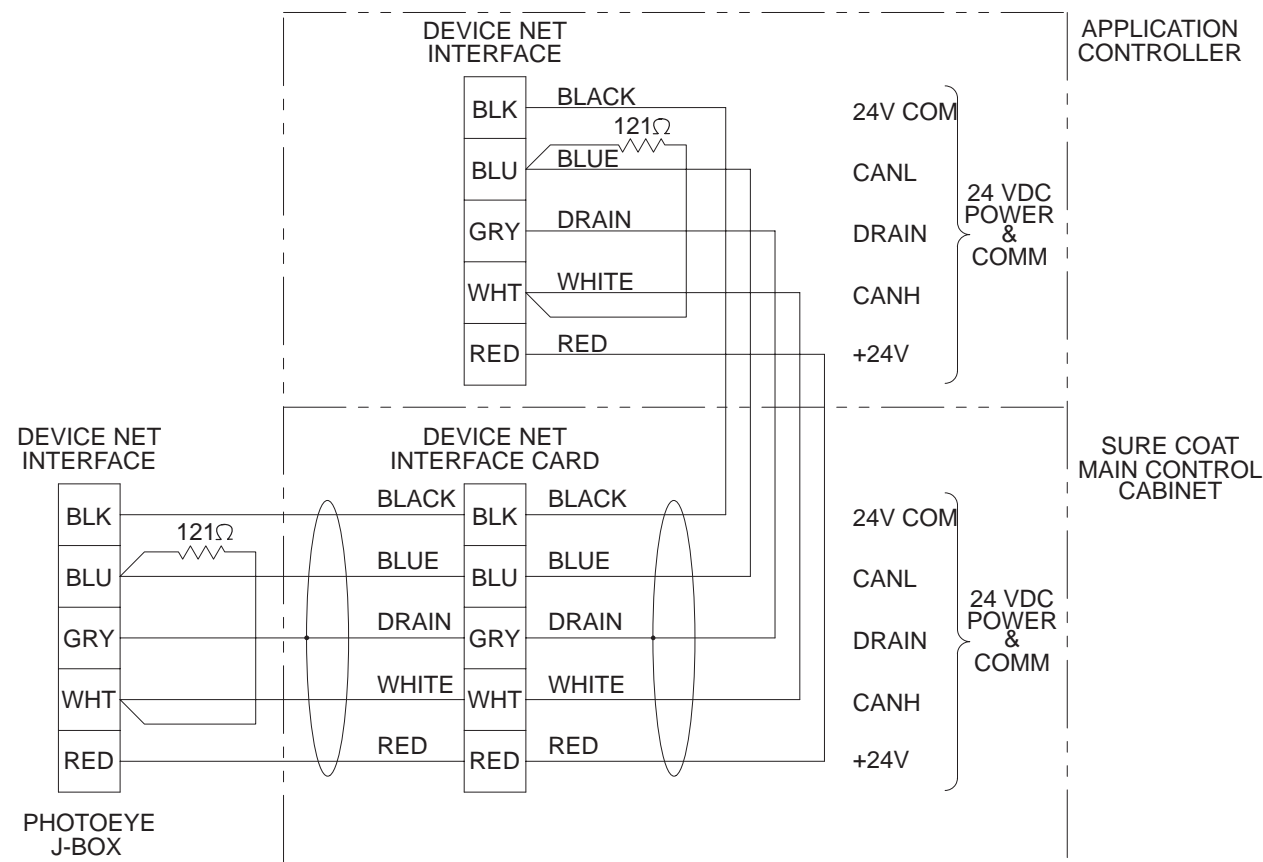 DEVICE NET
INTERFACE
APPLICATION
CONTROLLER
BLK
BLACK
24V COM
121Ω
BLU
BLUE
CANL
GRY
DRAIN
DRAIN
WHT
WHITE
CANH
RED
RED
+24V
24 VDC
POWER
&
COMM
DEVICE NET
INTERFACE
DEVICE NET
INTERFACE CARD
SURE COAT
MAIN CONTROL
CABINET
BLK
BLACK
BLK
BLACK
24V COM
121Ω
BLU
BLUE
BLU
BLUE
CANL
GRY
DRAIN
GRY
DRAIN
DRAIN
WHT
WHITE
WHT
WHITE
CANH
RED
RED
RED
RED
+24V
24 VDC
POWER
&
COMM
PHOTOEYE
J-BOX